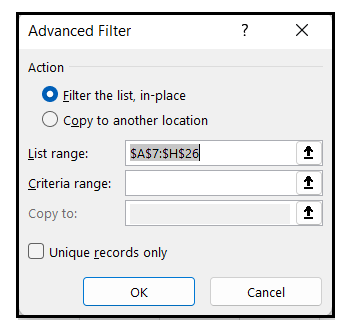 Advanced Filter ? ×
Action
Filter the list, in-place
Copy to another location
List range: $A$7:$H$26
Criteria range:
Copy to:
Unique records only
OK Cancel